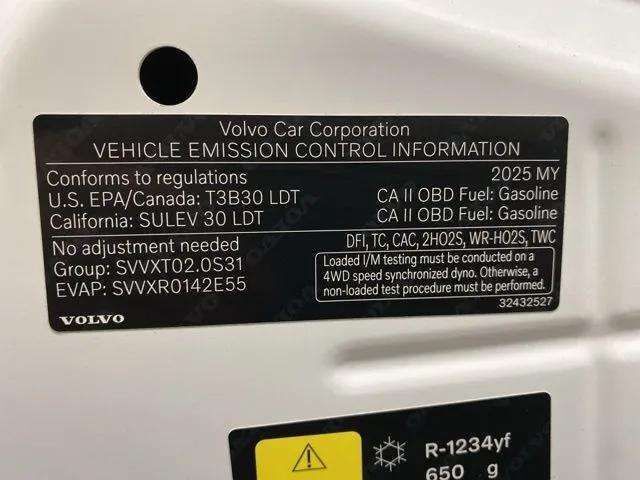 Volvo Car Corporation
VEHICLE EMISSION CONTROL INFORMATION
Conforms to regulations 2025 MY
U.S. EPA/Canada: T3B30 LDT CA II OBD Fuel: Gasoline
California: SULEV 30 LDT CA II OBD Fuel: Gasoline
No adjustment needed DFI, TC, CAC, 2HO2S, WR-HO2S, TWC
Group: SVVXT02.0S31
EVAP: SVVXR0142E55
Loaded I/M testing must be conducted on a
4WD speed synchronized dyno. Otherwise, a
non-loaded test procedure must be performed.
32432527
VOLVO
R-1234yf
650 g